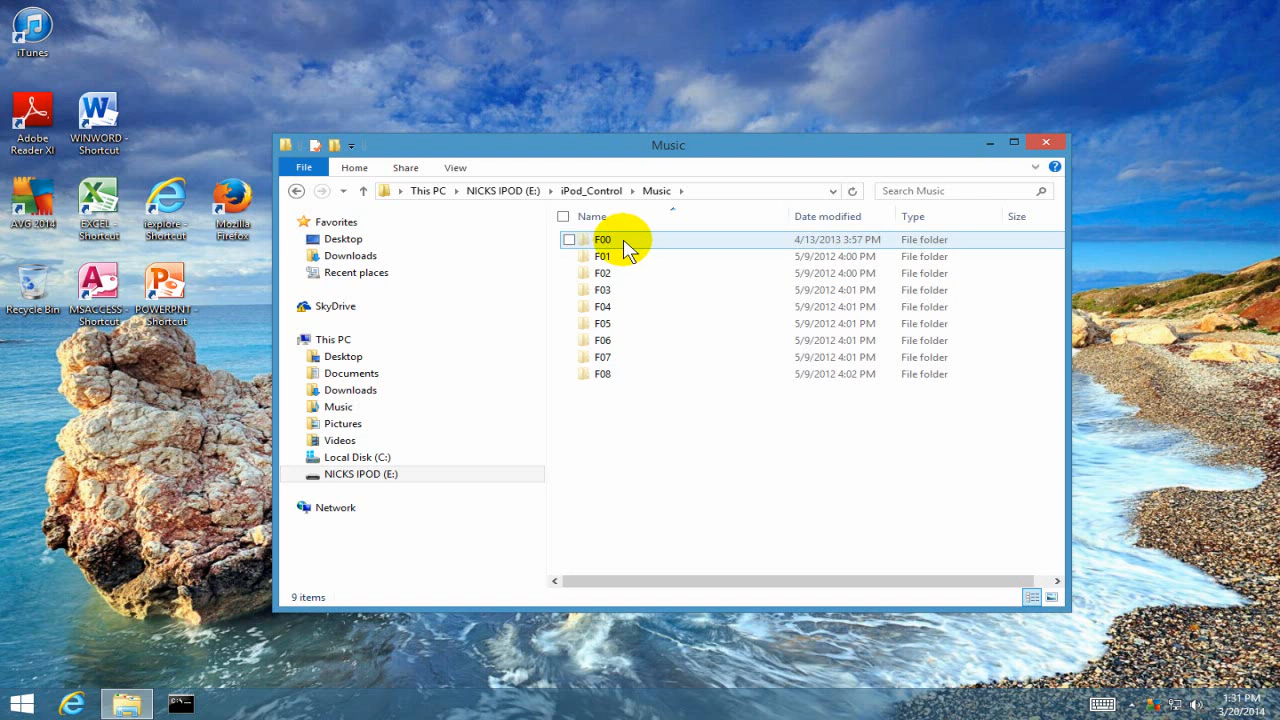 iTunes
Adobe
Reader XI
WINWORD -
Shortcut
AVG 2014
EXCEL -
Shortcut
iexplore -
Shortcut
Mozilla
Firefox
Recycle Bin
MSACCESS -
Shortcut
POWERPNT -
Shortcut
Music
File Home Share View
This PC NICKS IPOD (E:) iPod_Control Music
Search Music
Favorites
Desktop
Downloads
Recent places
SkyDrive
This PC
Desktop
Documents
Downloads
Music
Pictures
Videos
Local Disk (C:)
NICKS IPOD (E:)
Network
Name Date modified Type Size
F00 4/13/2013 3:57 PM File folder
F01 5/9/2012 4:00 PM File folder
F02 5/9/2012 4:00 PM File folder
F03 5/9/2012 4:01 PM File folder
F04 5/9/2012 4:01 PM File folder
F05 5/9/2012 4:01 PM File folder
F06 5/9/2012 4:01 PM File folder
F07 5/9/2012 4:01 PM File folder
F08 5/9/2012 4:02 PM File folder
9 items
1:31 PM
3/20/2014